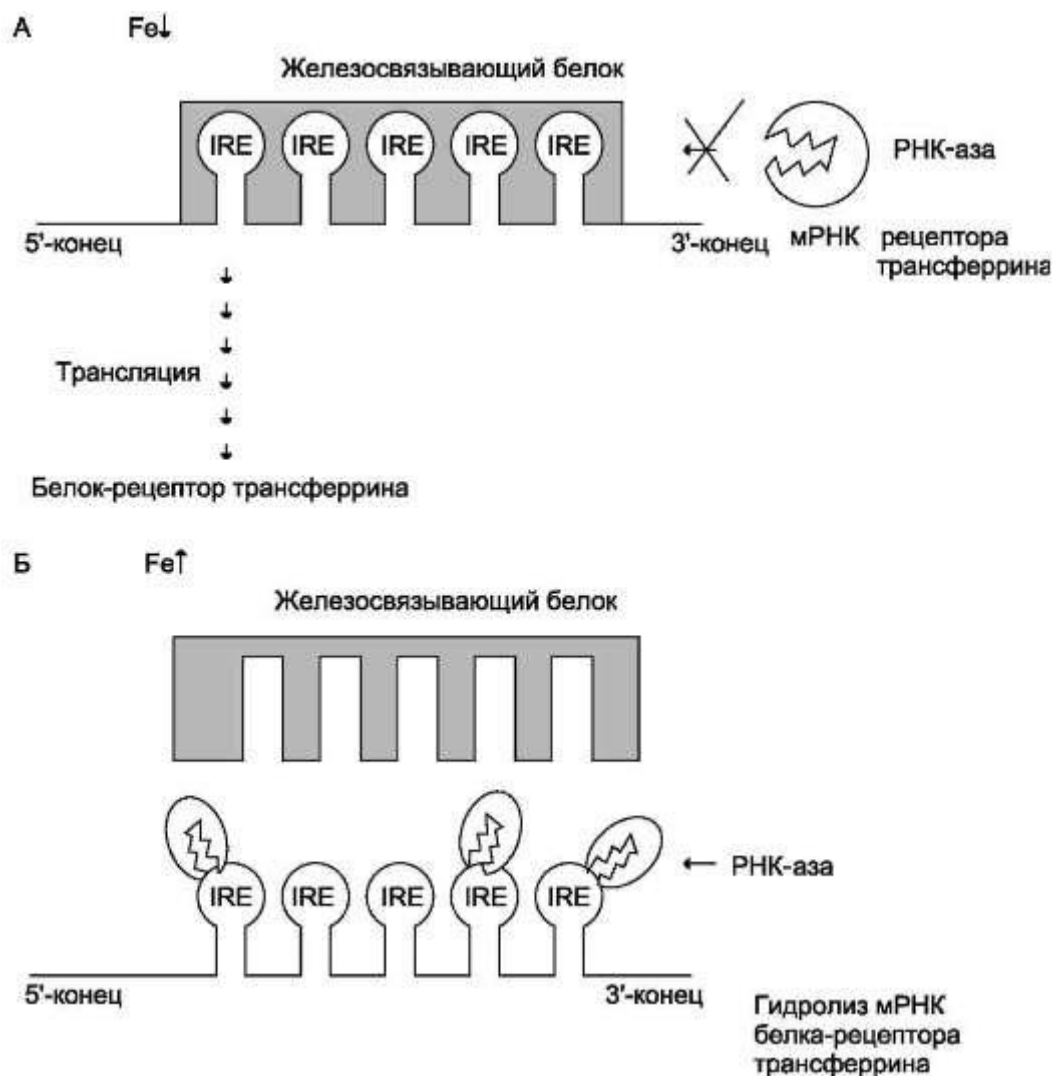 А Fe↓
Железосвязывающий белок
IRE IRE IRE IRE IRE
РНК-аза
5'-конец 3'-конец мРНК рецептора
трансферрина
Трансляция
Белок-рецептор трансферрина
Б Fe↑
Железосвязывающий белок
РНК-аза
IRE IRE IRE IRE IRE
5'-конец 3'-конец
Гидролиз мРНК
белка-рецептора
трансферрина